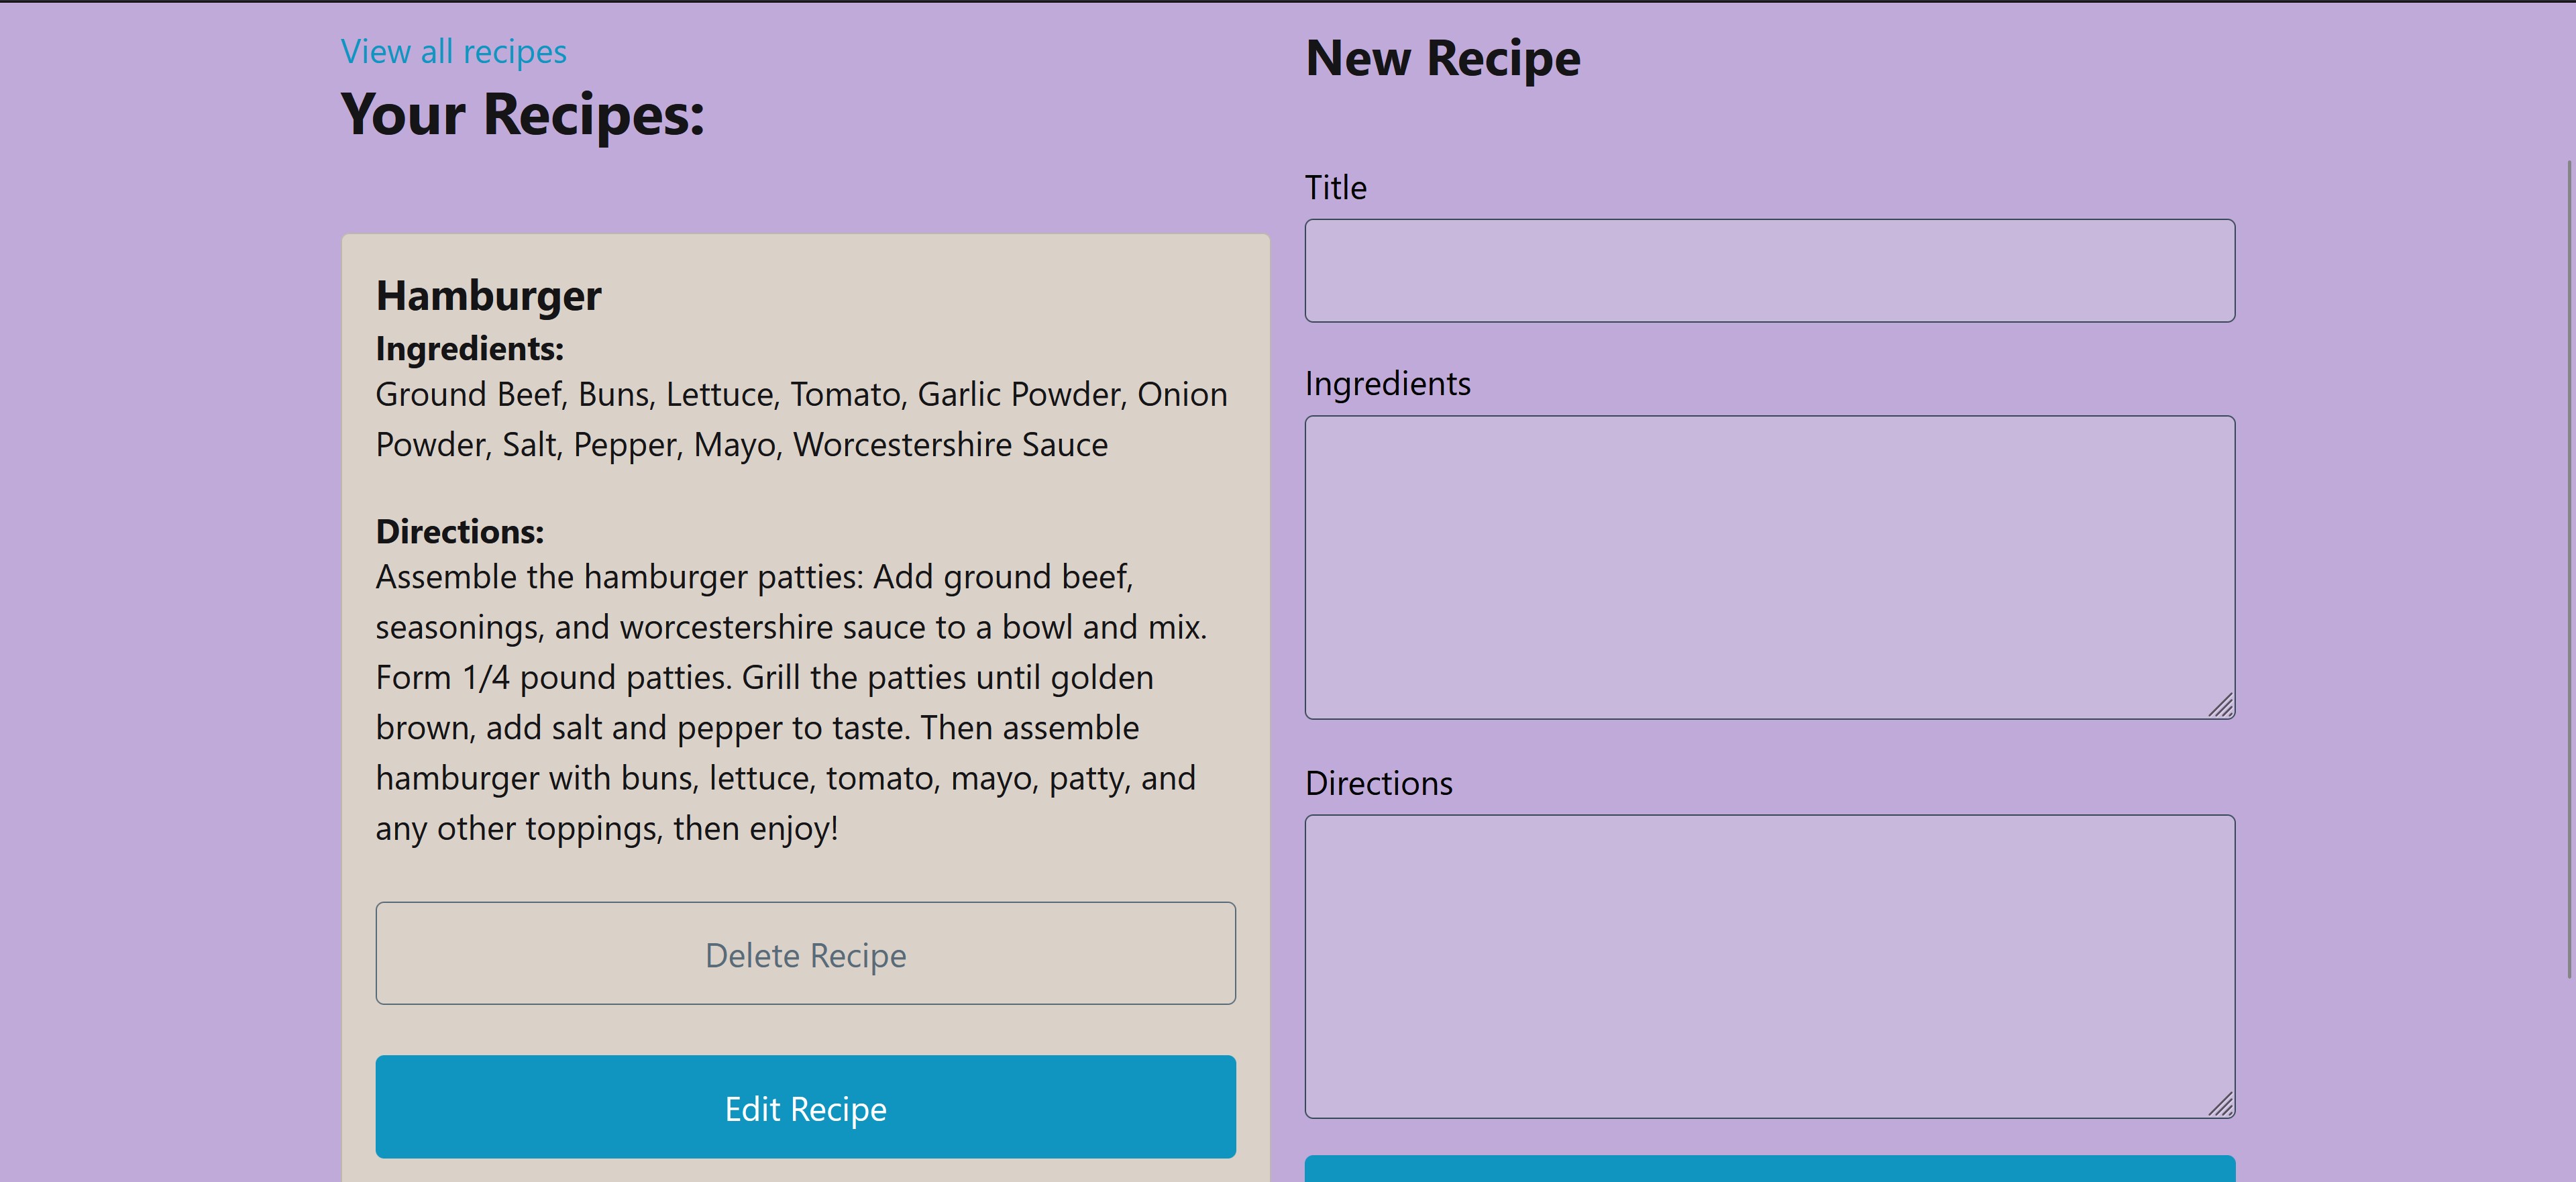 View all recipes
Your Recipes:
Hamburger
Ingredients:
Ground Beef, Buns, Lettuce, Tomato, Garlic Powder, Onion
Powder, Salt, Pepper, Mayo, Worcestershire Sauce
Directions:
Assemble the hamburger patties: Add ground beef,
seasonings, and worcestershire sauce to a bowl and mix.
Form 1/4 pound patties. Grill the patties until golden
brown, add salt and pepper to taste. Then assemble
hamburger with buns, lettuce, tomato, mayo, patty, and
any other toppings, then enjoy!
Delete Recipe
Edit Recipe
New Recipe
Title
Ingredients
Directions